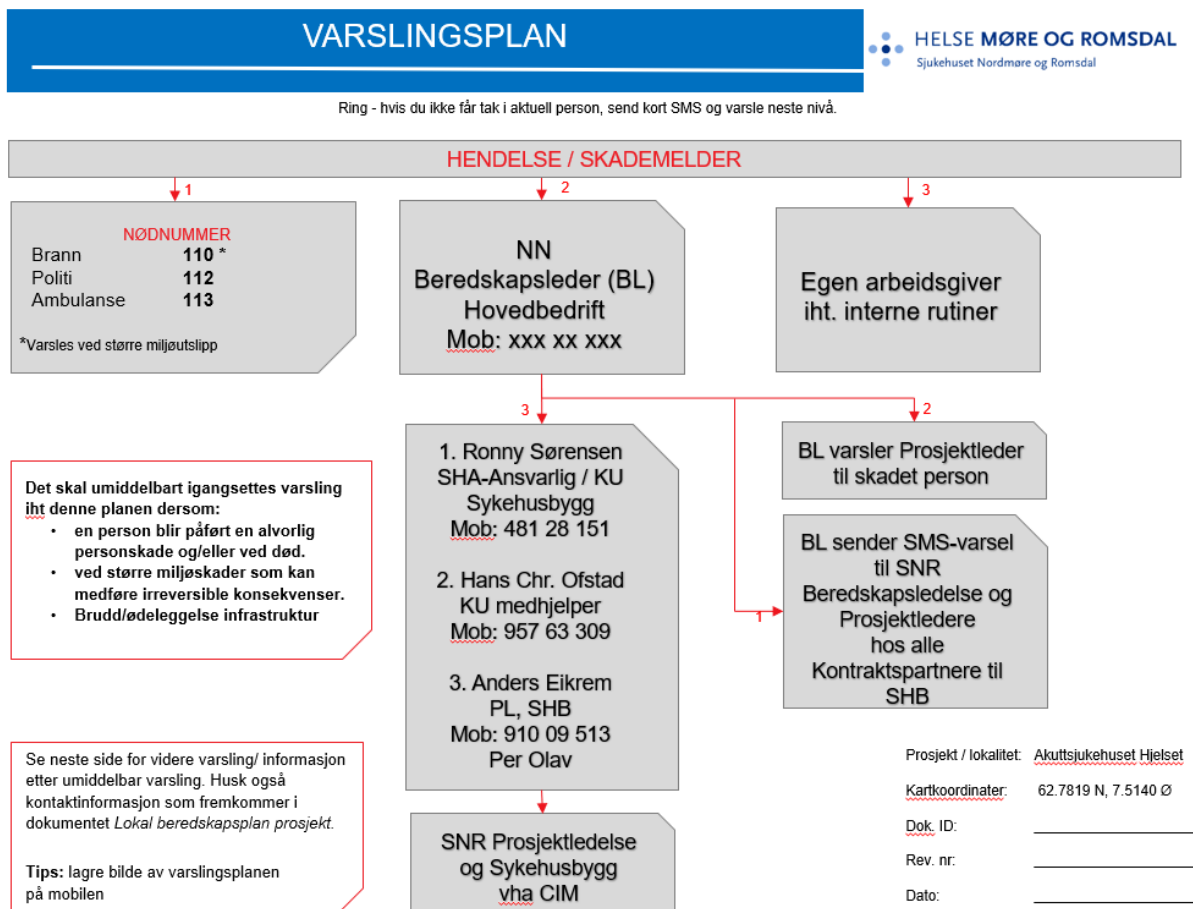 VARSLINGSPLAN
HELSE MØRE OG ROMSDAL
Sjukehuset Nordmøre og Romsdal
Ring - hvis du ikke får tak i aktuell person, send kort SMS og varsle neste nivå.
HENDELSE / SKADEMELDER
1
2
3
NØDNUMMER
Brann 110 *
Politi 112
Ambulanse 113
*Varsles ved større miljøutslipp
NN
Beredskapsleder (BL)
Hovedbedrift
Mob: xxx xx xxx
Egen arbeidsgiver
iht. interne rutiner
3
2
1
1. Ronny Sørensen
SHA-Ansvarlig / KU
Sykehusbygg
Mob: 481 28 151
2. Hans Chr. Ofstad
KU medhjelper
Mob: 957 63 309
3. Anders Eikrem
PL, SHB
Mob: 910 09 513
Per Olav
BL varsler Prosjektleder
til skadet person
BL sender SMS-varsel
til SNR
Beredskapsledelse og
Prosjektledere
hos alle
Kontraktspartnere til
SHB
Det skal umiddelbart igangsettes varsling
iht denne planen dersom:
• en person blir påført en alvorlig
personskade og/eller ved død.
• ved større miljøskader som kan
medføre irreversible konsekvenser.
• Brudd/ødeleggelse infrastruktur
Se neste side for videre varsling/ informasjon
etter umiddelbar varsling. Husk også
kontaktinformasjon som fremkommer i
dokumentet Lokal beredskapsplan prosjekt.
Tips: lagre bilde av varslingsplanen
på mobilen
SNR Prosjektledelse
og Sykehusbygg
vha CIM
Prosjekt / lokalitet: Akuttsjukehuset Hjelset
Kartkoordinater: 62.7819 N, 7.5140 Ø
Dok. ID:
Rev. nr:
Dato: